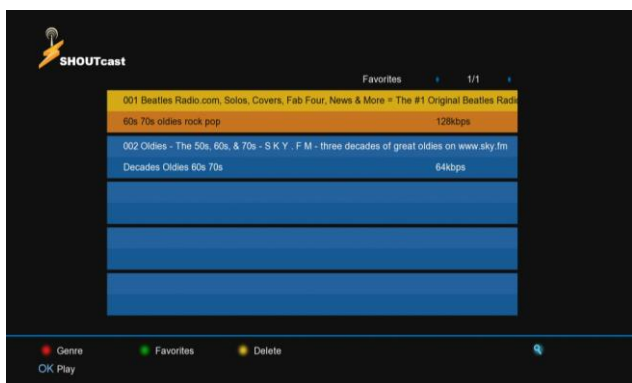 SHOUTcast
Favorites 1/1
001 Beatles Radio.com, Solos, Covers, Fab Four, News & More = The #1 Original Beatles Radi
60s 70s oldies rock pop 128kbps
002 Oldies - The 50s, 60s, & 70s - S K Y . F M - three decades of great oldies on www.sky.fm
Decades Oldies 60s 70s 64kbps
Genre Favorites Delete
OK Play